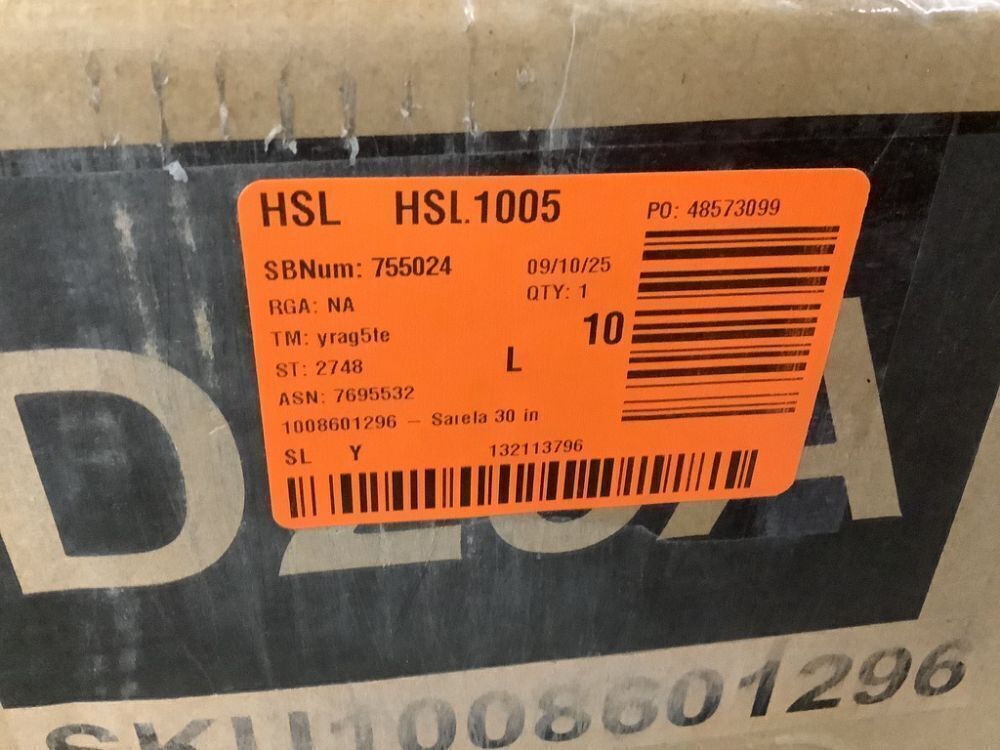 HSL HSL.1005
PO: 48573099
SBNum: 755024 09/10/25
QTY: 1
RGA: NA
TM: yrag5te
10
ST: 2748 L
ASN: 7695532
1008601296 – Sarela 30 in
SL Y 132113796
SKU1008601296